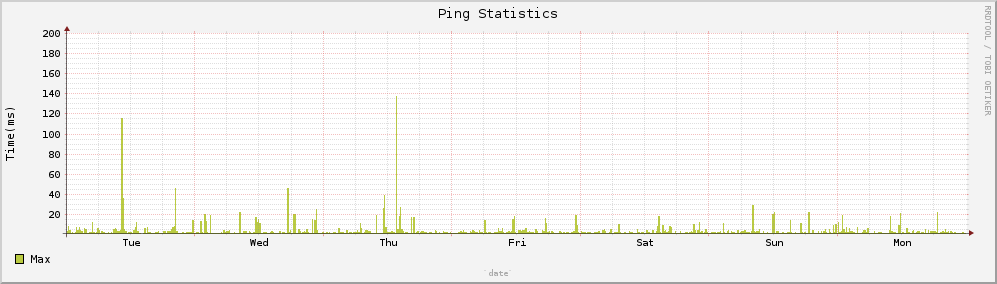 Ping Statistics
RRDTOOL / TOBI OETIKER
Time(ms)
200
180
160
140
120
100
80
60
40
20
Tue Wed Thu Fri Sat Sun Mon
Max
`date`